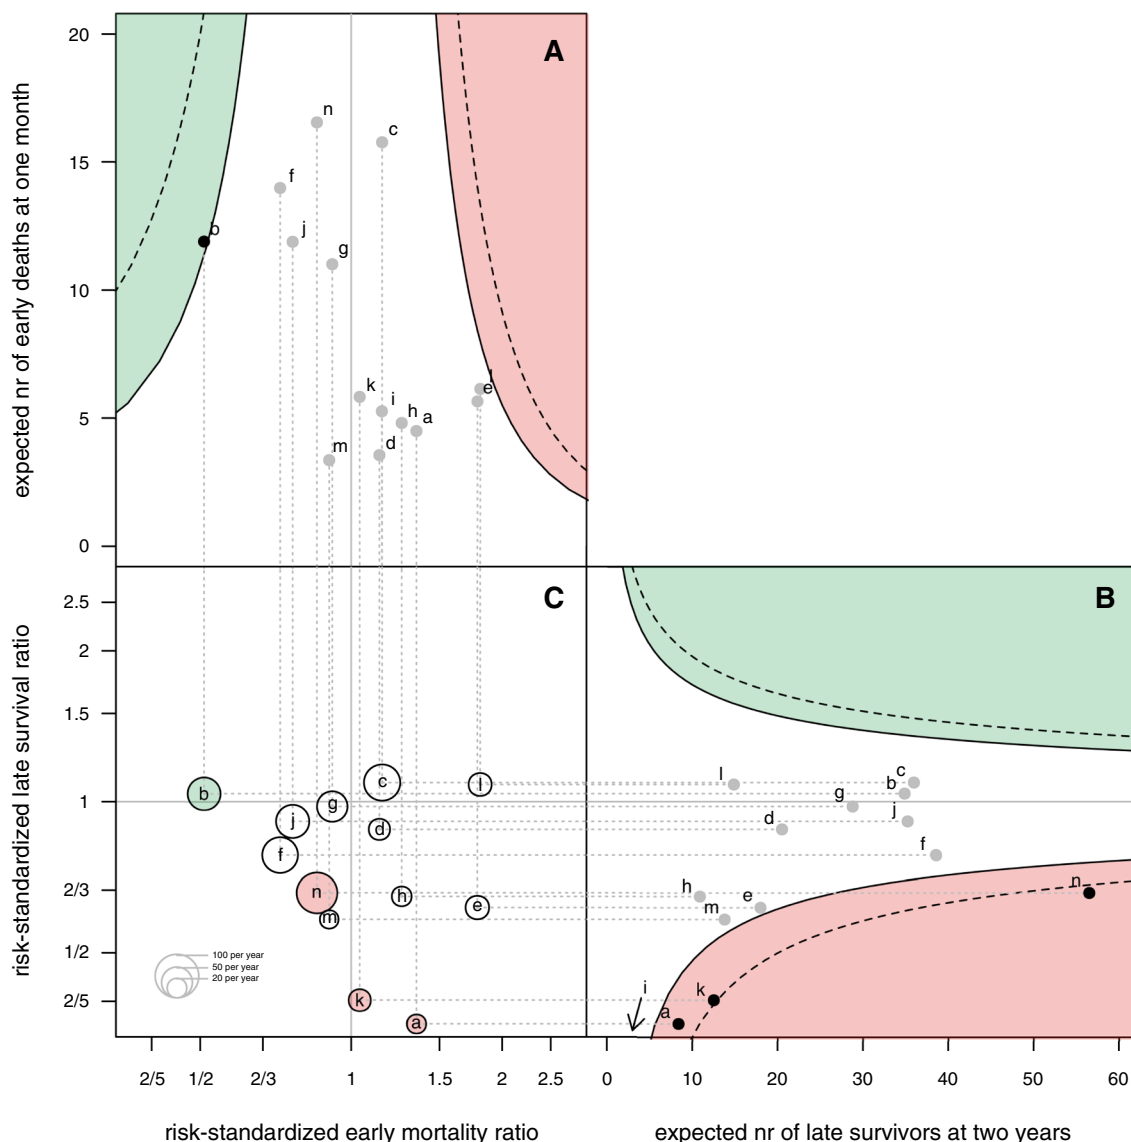 20
15
10
5
0
expected nr of early deaths at one month
A
n
c
f
b
j
g
k
i
h
a
l
e
m
d
2.5
2
1.5
1
2/3
1/2
2/5
risk-standardized late survival ratio
C
b
c
l
g
j
d
f
n
h
m
e
k
a
100 per year
50 per year
20 per year
B
l
c
b
g
j
d
f
h
e
m
n
k
i
a
2/5
1/2
2/3
1
1.5
2
2.5
0
10
20
30
40
50
60
risk-standardized early mortality ratio
expected nr of late survivors at two years